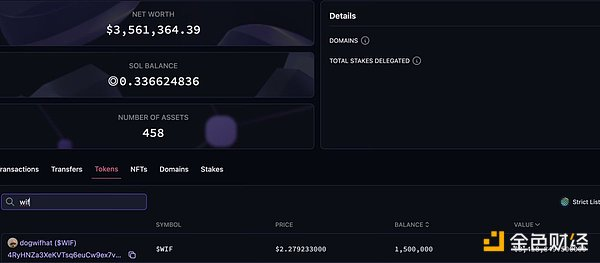 NET WORTH
$3,561,364.39
Details
DOMAINS
SOL BALANCE
TOTAL STAKES DELEGATED
0.336624836
NUMBER OF ASSETS
458
ransactions Transfers Tokens NFTs Domains Stakes
wif
Strict List
SYMBOL PRICE BALANCE VALUE
dogwifhat ($WIF)
$WIF $2.279233000 1,500,000
4RyHNZa3XeKVTsq6euCw9ex7v...
金色财经